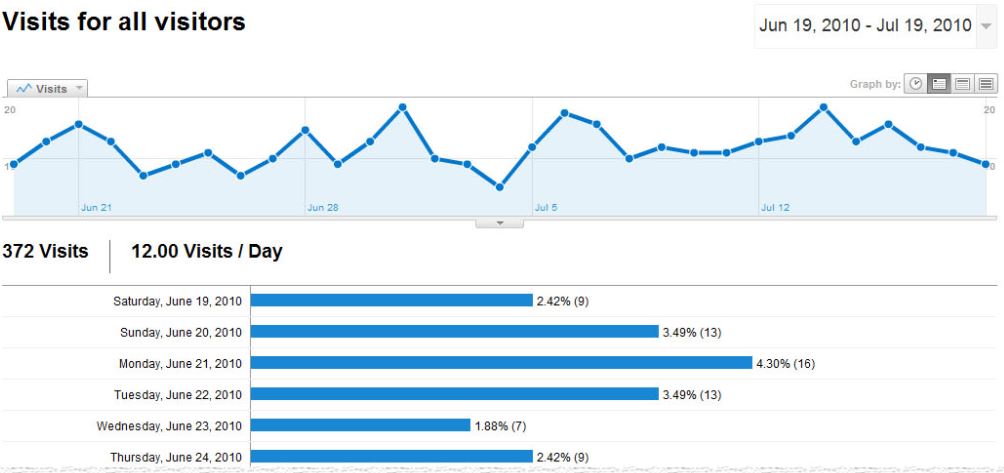 Visits for all visitors
Jun 19, 2010 - Jul 19, 2010
Visits
Graph by:
20
20
Jun 21
Jun 28
Jul 5
Jul 12
372 Visits
12.00 Visits / Day
Saturday, June 19, 2010 2.42% (9)
Sunday, June 20, 2010 3.49% (13)
Monday, June 21, 2010 4.30% (16)
Tuesday, June 22, 2010 3.49% (13)
Wednesday, June 23, 2010 1.88% (7)
Thursday, June 24, 2010 2.42% (9)